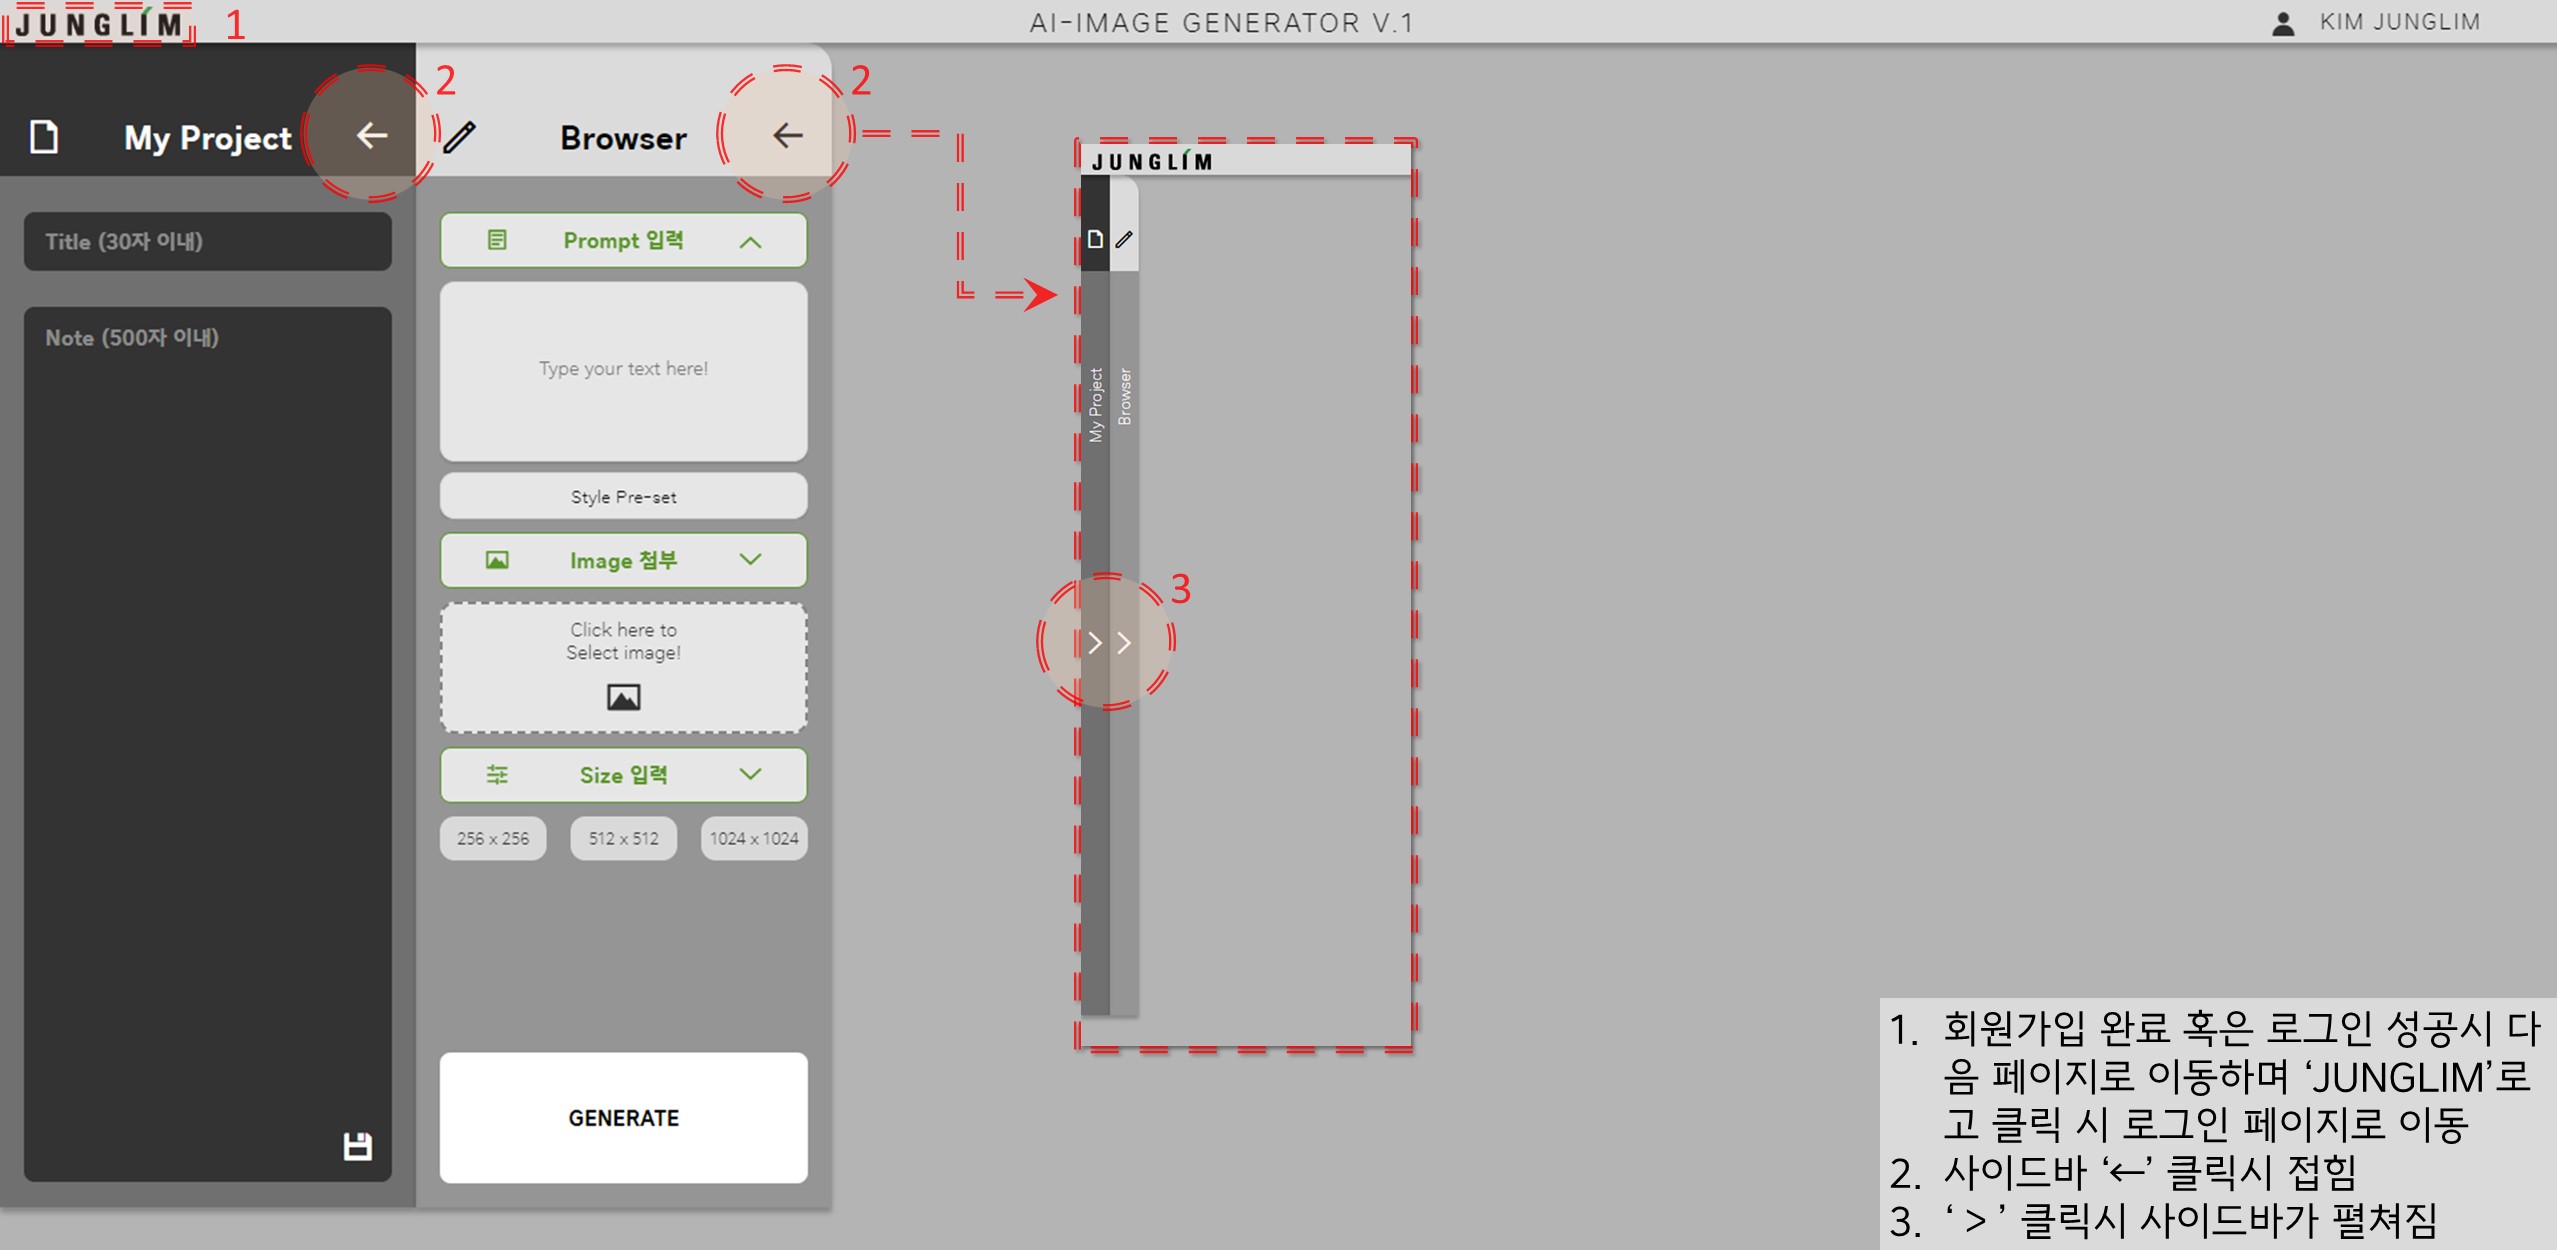 JUNGLIM
1
AI-IMAGE GENERATOR V.1
KIM JUNGLIM
My Project
2
Browser
2
Title (30자 이내)
Note (500자 이내)
Prompt 입력
Type your text here!
Style Pre-set
Image 첨부
Click here to
Select image!
Size 입력
256 x 256
512 x 512
1024 x 1024
GENERATE
JUNGLIM
My Project
Browser
3
1. 회원가입 완료 혹은 로그인 성공시 다
음 페이지로 이동하며 ‘JUNGLIM’로
고 클릭 시 로그인 페이지로 이동
2. 사이드바 ‘←’ 클릭시 접힘
3. ‘ > ’ 클릭시 사이드바가 펼쳐짐